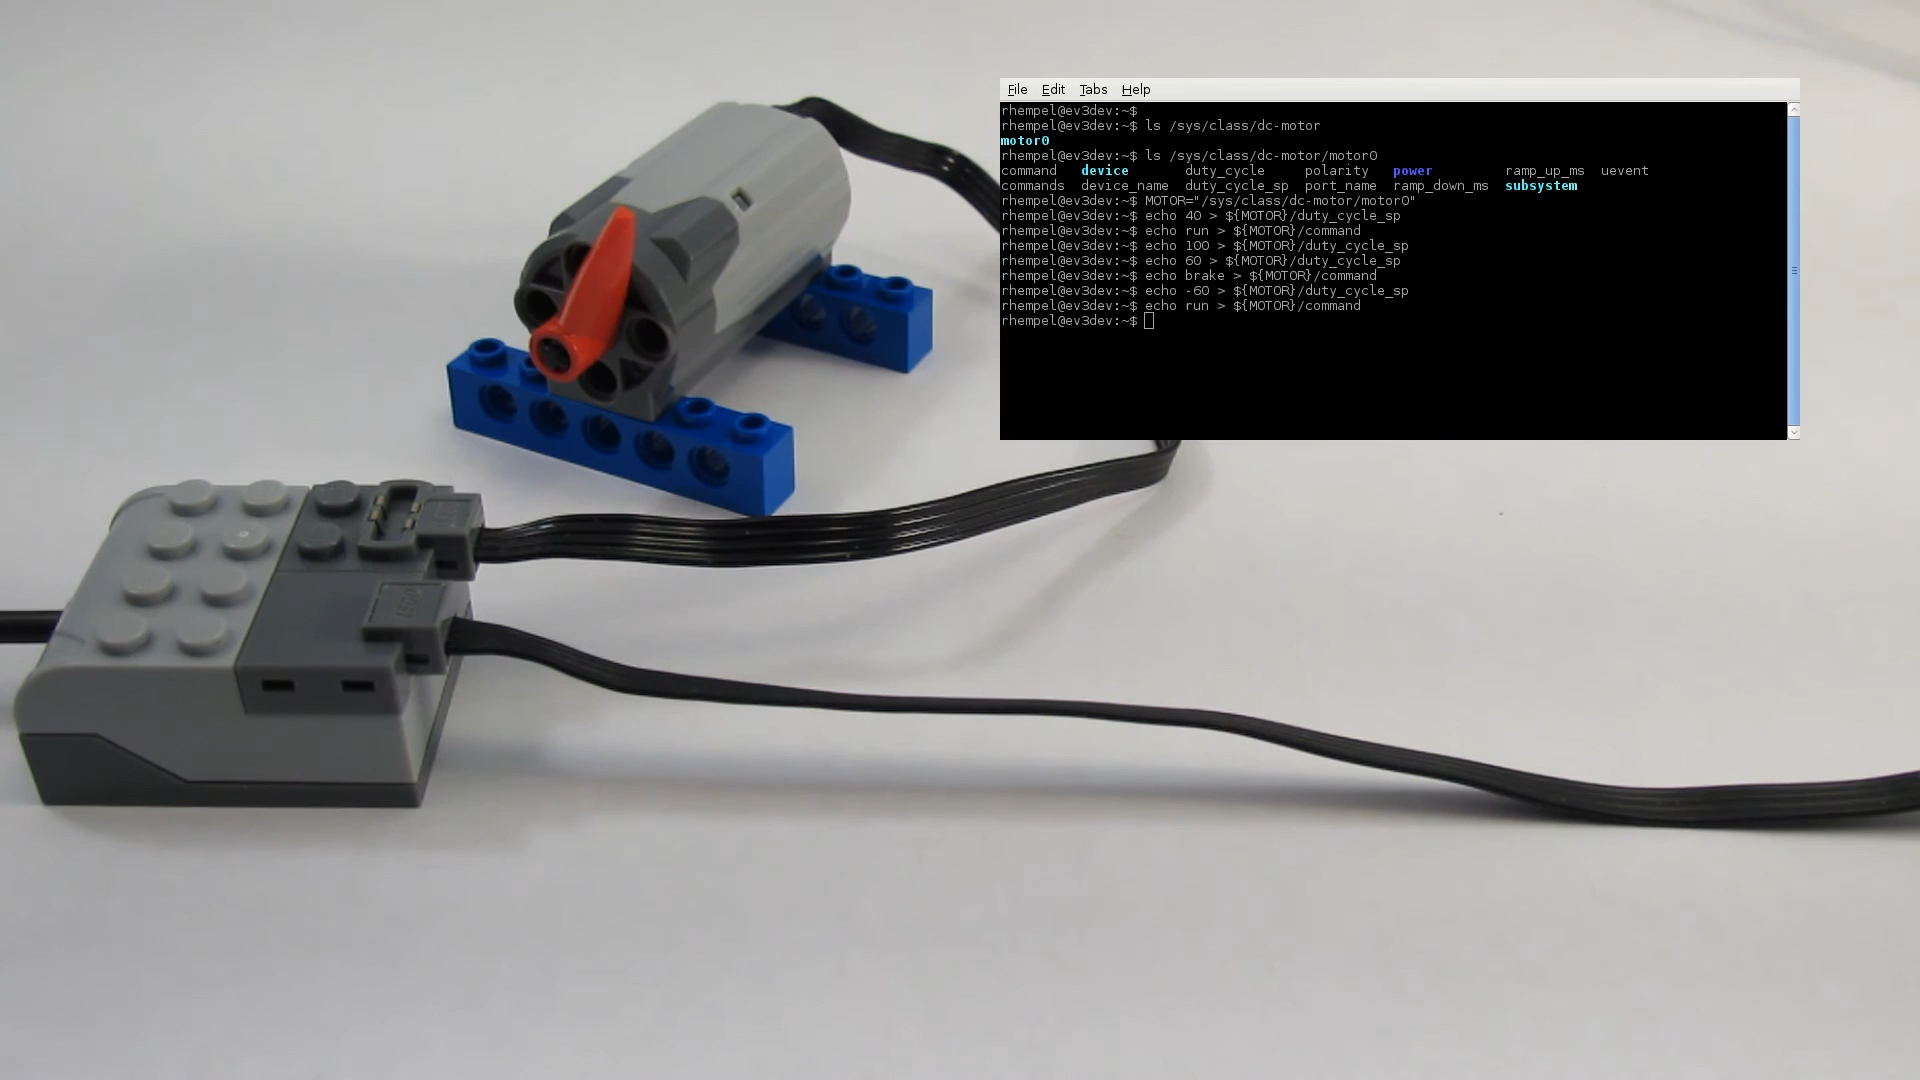 File Edit Tabs Help
rhempel@ev3dev:~$
rhempel@ev3dev:~$ ls /sys/class/dc-motor
motor0
rhempel@ev3dev:~$ ls /sys/class/dc-motor/motor0
command device duty_cycle polarity power ramp_up_ms uevent
commands device_name duty_cycle_sp port_name ramp_down_ms subsystem
rhempel@ev3dev:~$ MOTOR="/sys/class/dc-motor/motor0"
rhempel@ev3dev:~$ echo 40 > ${MOTOR}/duty_cycle_sp
rhempel@ev3dev:~$ echo run > ${MOTOR}/command
rhempel@ev3dev:~$ echo 100 > ${MOTOR}/duty_cycle_sp
rhempel@ev3dev:~$ echo 60 > ${MOTOR}/duty_cycle_sp
rhempel@ev3dev:~$ echo brake > ${MOTOR}/command
rhempel@ev3dev:~$ echo -60 > ${MOTOR}/duty_cycle_sp
rhempel@ev3dev:~$ echo run > ${MOTOR}/command
rhempel@ev3dev:~$
LEGO